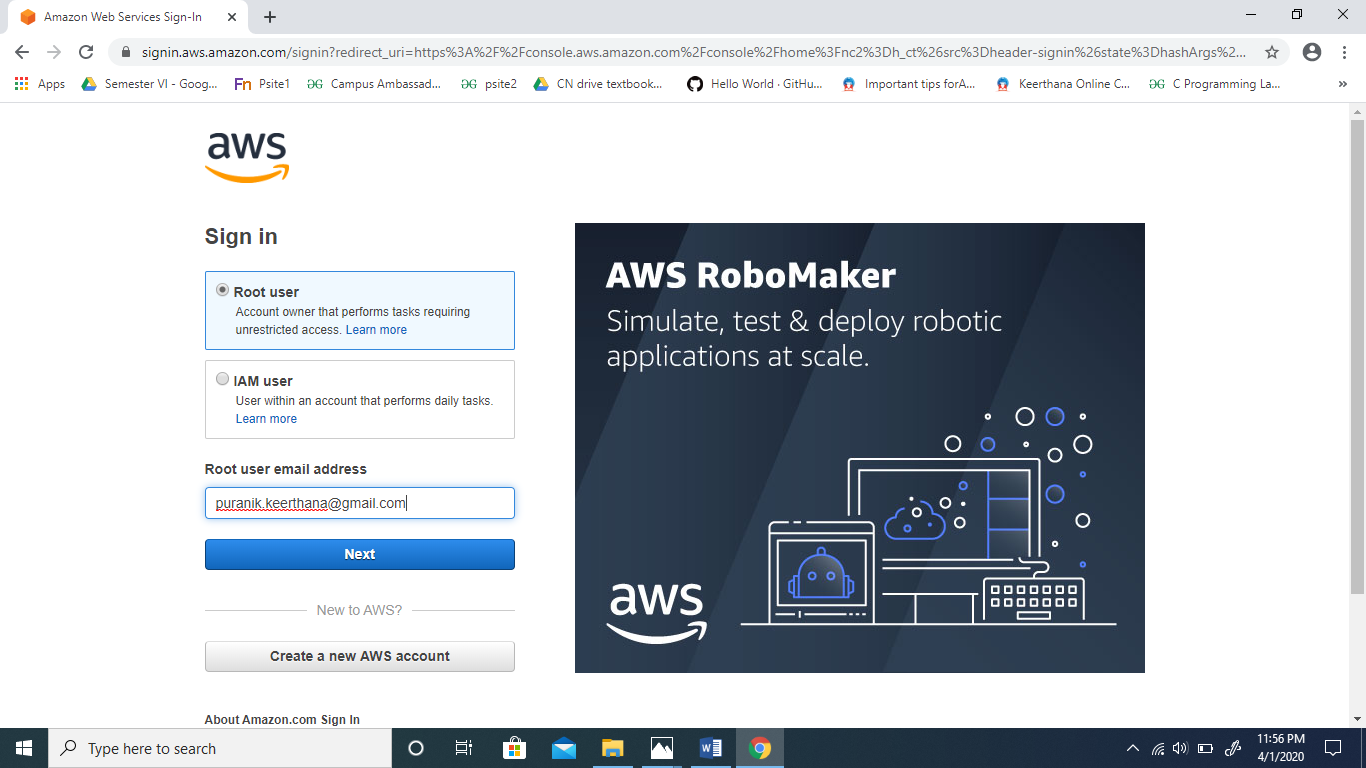 Amazon Web Services Sign-In
signin.aws.amazon.com/signin?redirect_uri=https%3A%2F%2Fconsole.aws.amazon.com%2Fconsole%2Fhome%3Fnc2%3Dh_ct%26src%3Dheader-signin%26state%3DhashArgs%2...
Apps Semester VI - Goog... Fn Psite1 Campus Ambassad... psite2 CN drive textbook... Hello World · GitHu... Important tips forA... Keerthana Online C... C Programming La... »
aws
Sign in
Root user
Account owner that performs tasks requiring
unrestricted access. Learn more
IAM user
User within an account that performs daily tasks.
Learn more
Root user email address
puranik.keerthana@gmail.com
Next
New to AWS?
Create a new AWS account
About Amazon.com Sign In
AWS RoboMaker
Simulate, test & deploy robotic
applications at scale.
aws
Type here to search
11:56 PM
4/1/2020